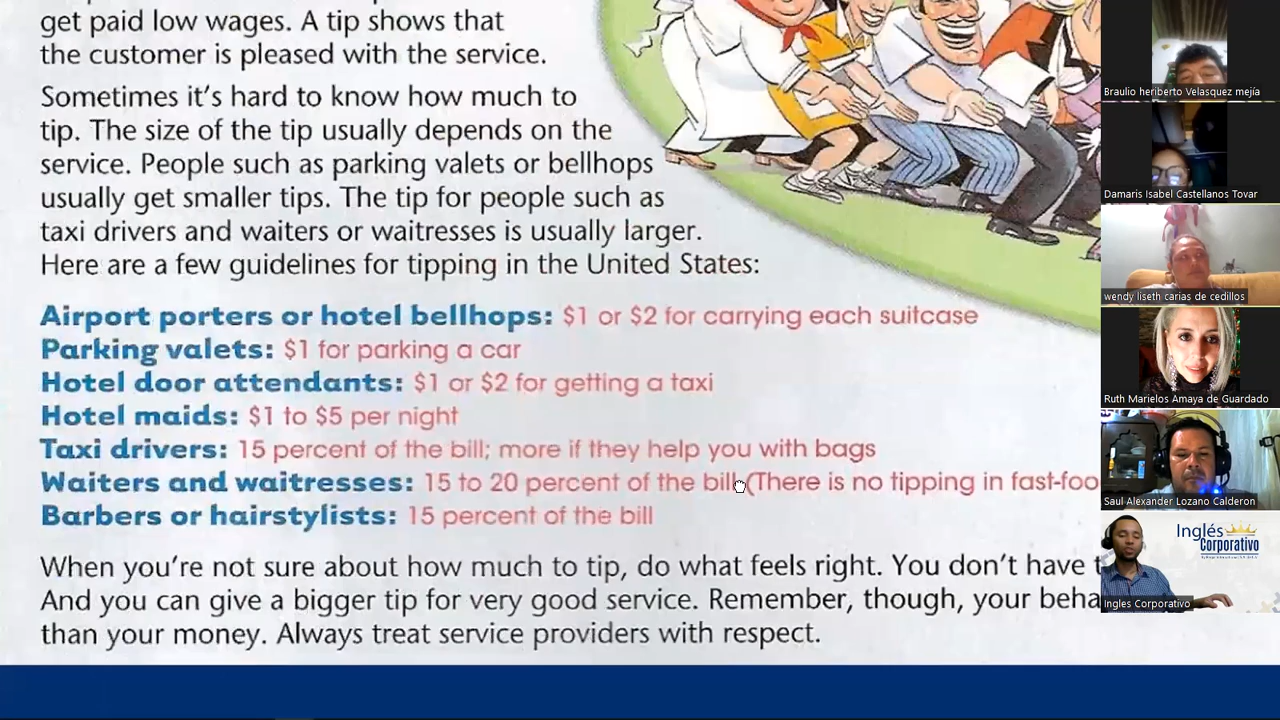 get paid low wages. A tip shows that
the customer is pleased with the service.
Sometimes it's hard to know how much to
tip. The size of the tip usually depends on the
service. People such as parking valets or bellhops
usually get smaller tips. The tip for people such as
taxi drivers and waiters or waitresses is usually larger.
Here are a few guidelines for tipping in the United States:
Airport porters or hotel bellhops: $1 or $2 for carrying each suitcase
Parking valets: $1 for parking a car
Hotel door attendants: $1 or $2 for getting a taxi
Hotel maids: $1 to $5 per night
Taxi drivers: 15 percent of the bill; more if they help you with bags
Waiters and waitresses: 15 to 20 percent of the bill (There is no tipping in fast-foo
Barbers or hairstylists: 15 percent of the bill
When you're not sure about how much to tip, do what feels right. You don't have t
And you can give a bigger tip for very good service. Remember, though, your beha
than your money. Always treat service providers with respect.
Braulio heriberto Velasquez mejía
Damaris Isabel Castellanos Tovar
wendy liseth carias de cedillos
Ruth Marielos Amaya de Guardado
Saul Alexander Lozano Calderon
Inglés
Corporativo
Ingles Corporativo